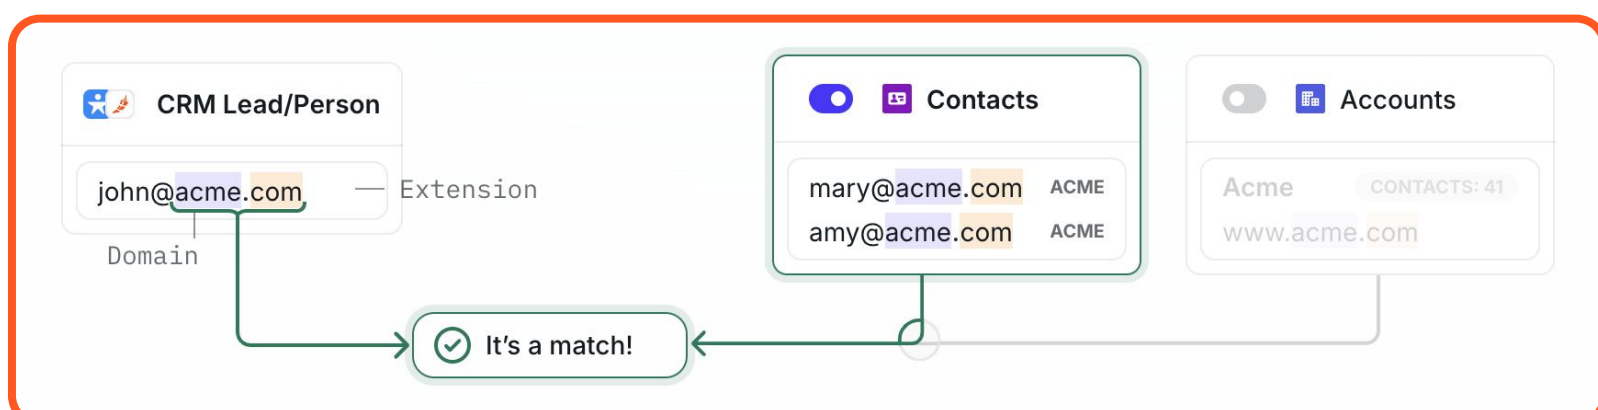 CRM Lead/Person
john@acme.com
Extension
Domain
It's a match!
Contacts
mary@acme.com ACME
amy@acme.com ACME
Accounts
Acme CONTACTS: 41
www.acme.com